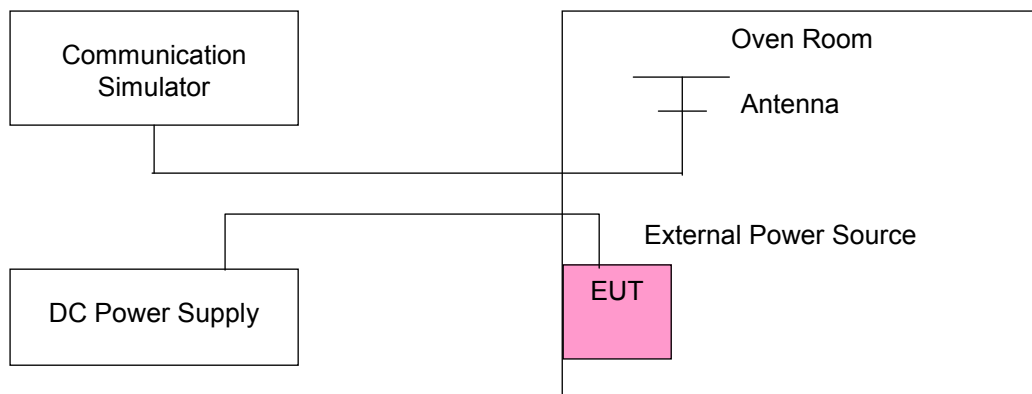 Communication
Simulator
Oven Room
Antenna
External Power Source
DC Power Supply
EUT